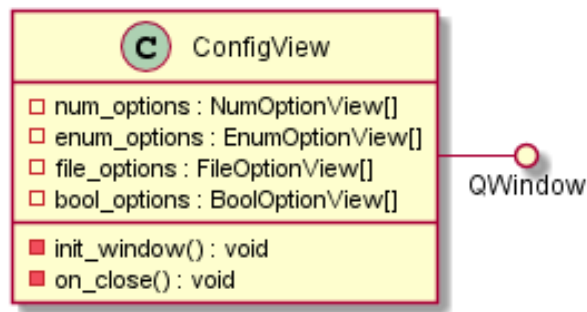 C ConfigView
num_options : NumOptionView[]
enum_options : EnumOptionView[]
file_options : FileOptionView[]
bool_options : BoolOptionView[]
QWindow
init_window() : void
on_close() : void